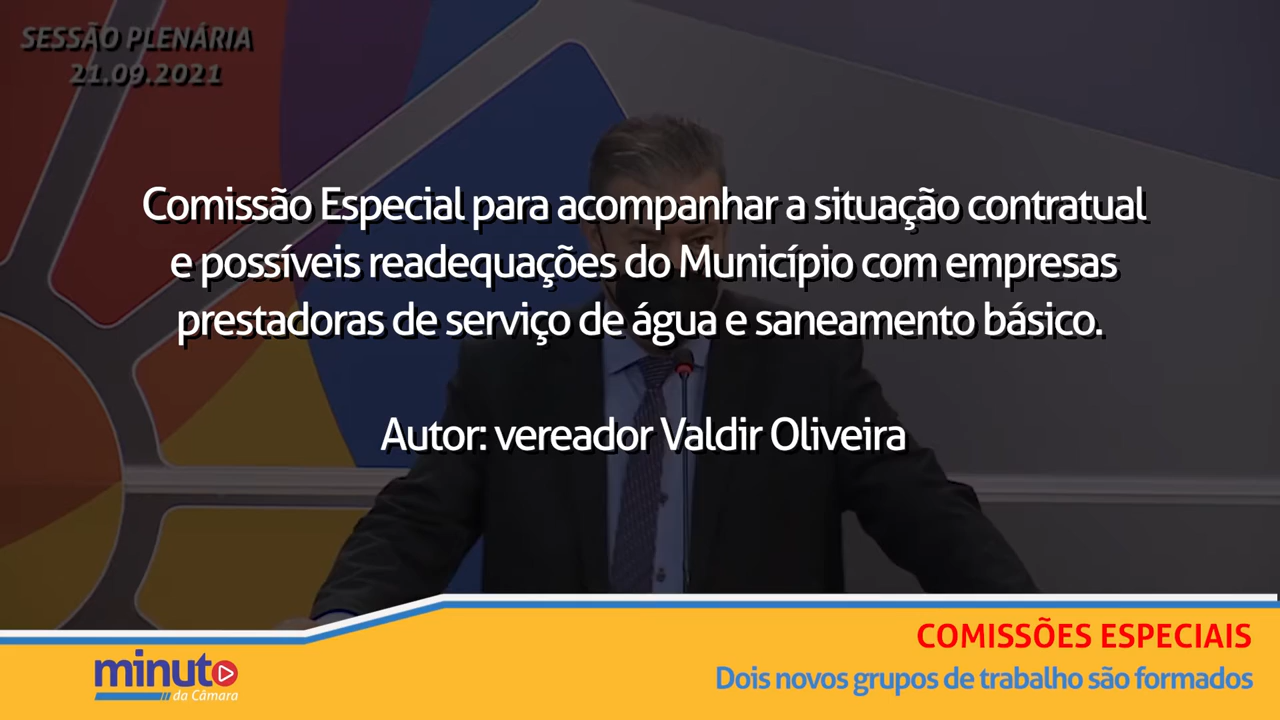 SESSÃO PLENÁRIA
21.09.2021
Comissão Especial para acompanhar a situação contratual
e possíveis readequações do Município com empresas
prestadoras de serviço de água e saneamento básico.
Autor: vereador Valdir Oliveira
COMISSÕES ESPECIAIS
Dois novos grupos de trabalho são formados
minuto
da Câmara